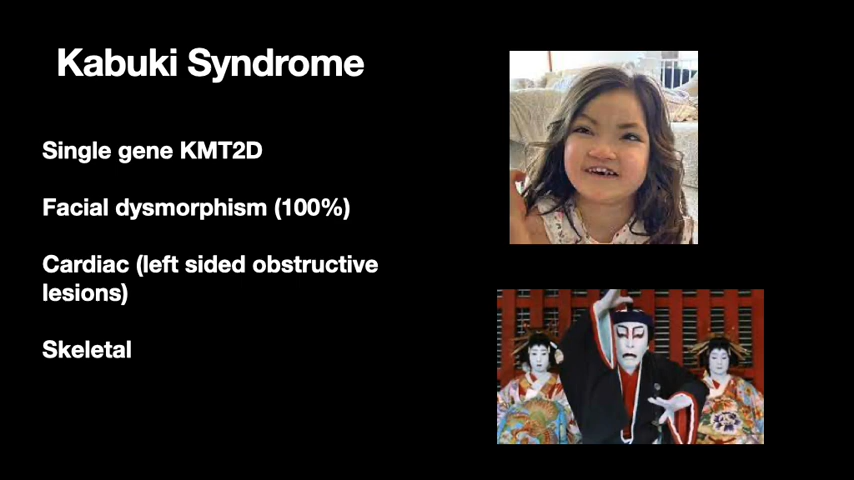 Kabuki Syndrome
Single gene KMT2D
Facial dysmorphism (100%)
Cardiac (left sided obstructive
lesions)
Skeletal